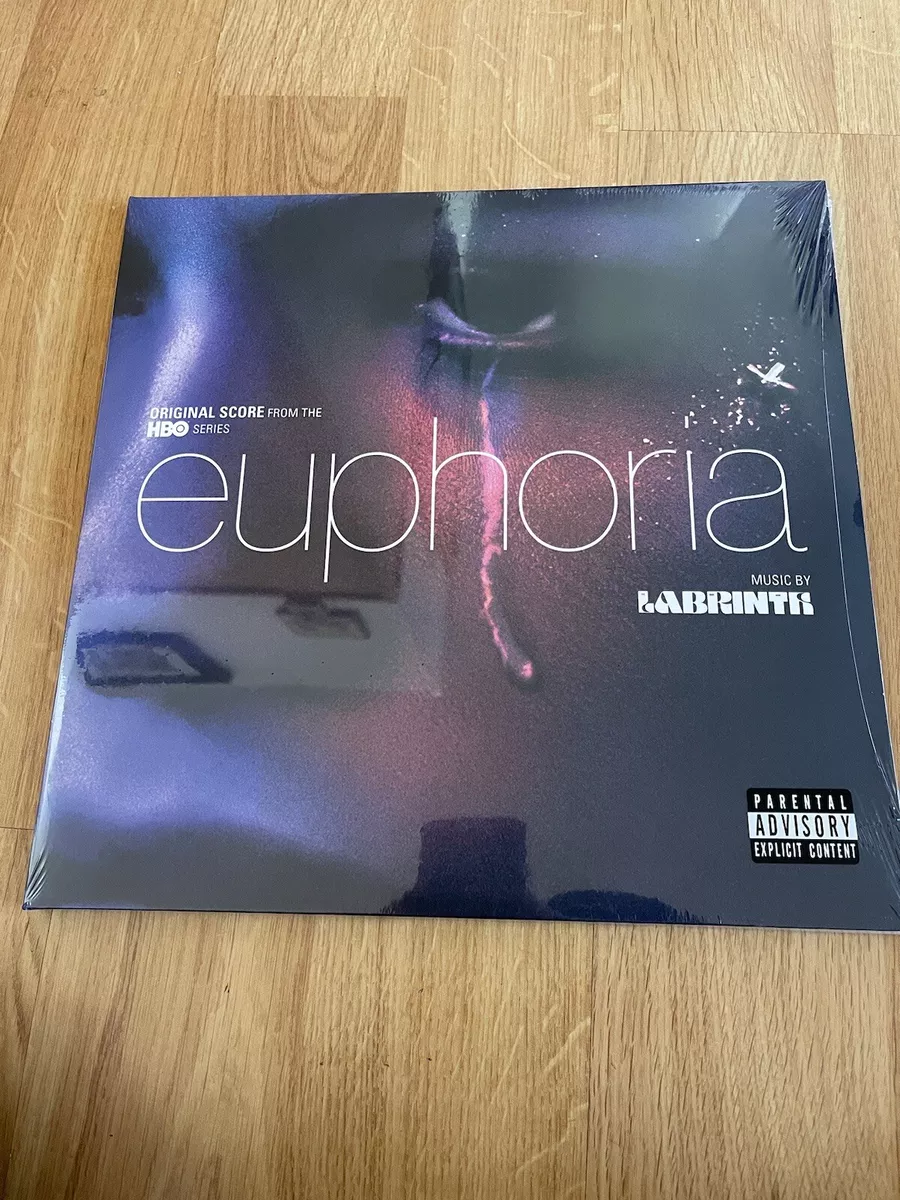 ORIGINAL SCORE FROM THE
HBO SERIES
euphoria
MUSIC BY
LABRINTH
PARENTAL
ADVISORY
EXPLICIT CONTENT